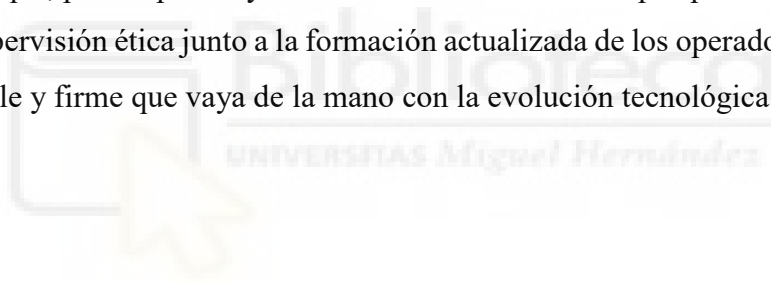 pervisión ética junto a la formación actualizada de los operado
le y firme que vaya de la mano con la evolución tecnológica
Biblioteca
UNIVERSITAS Miguel Hernández